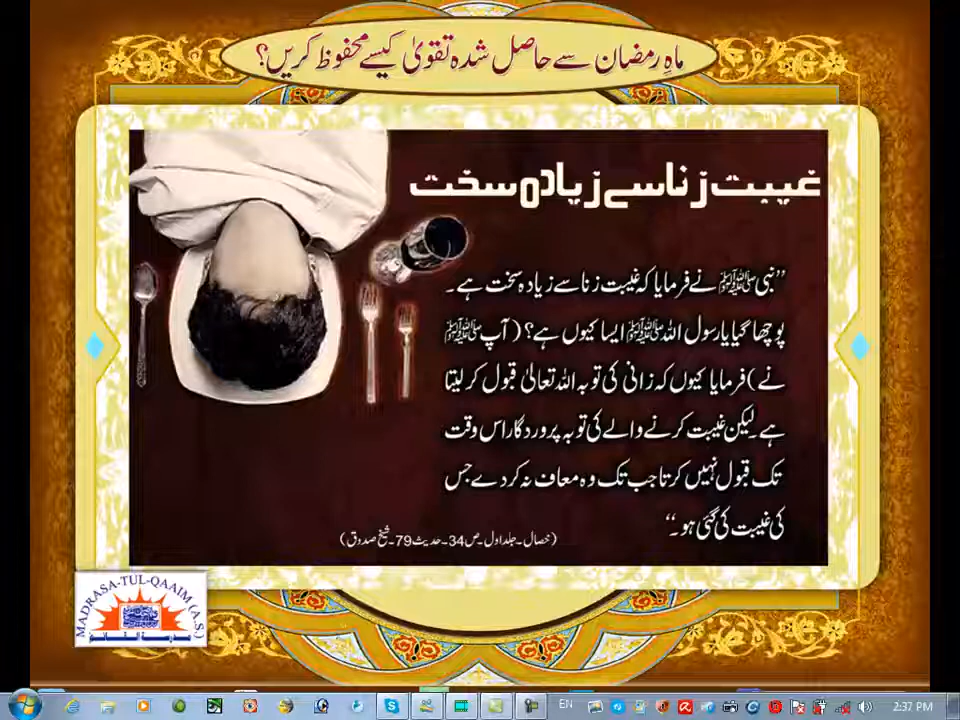 ماہِ رمضان سے حاصل شدہ تقویٰ کیسے محفوظ کریں؟
غیبت زنا سے زیادہ سخت
”نبی ﷺ نے فرمایا کہ غیبت زنا سے زیادہ سخت ہے۔
پوچھا گیا یا رسول اللہ ﷺ ایسا کیوں ہے؟ (آپ ﷺ
نے) فرمایا کیوں کہ زانی کی توبہ اللہ تعالیٰ قبول کر لیتا
ہے لیکن غیبت کرنے والے کی توبہ پروردگار اس وقت
تک قبول نہیں کرتا جب تک وہ معاف نہ کر دے جس
کی غیبت کی گئی ہو۔“
(خصال۔جلد اول۔ص34۔حدیث79۔شیخ صدوق)
MADRASA-TUL-QAAIM (A.S)
مدرسة القائم
EN
2:37 PM